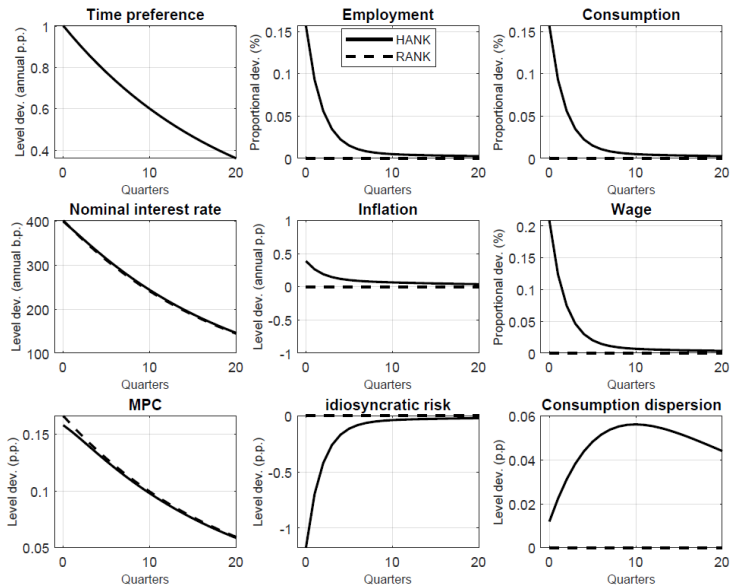 Time preference
Employment
Consumption
Level dev. (annual p.p.)
1
0.8
0.6
0.4
0
10
20
Quarters
Proportional dev. (%)
0.15
0.1
0.05
0
HANK
RANK
0
10
20
Quarters
Proportional dev. (%)
0.15
0.1
0.05
0
0
10
20
Quarters
Nominal interest rate
Inflation
Wage
Level dev. (annual b.p.)
400
300
200
100
0
10
20
Quarters
Level dev. (annual p.p)
1
0.5
0
-0.5
-1
0
10
20
Quarters
Proportional dev. (%)
0.2
0.15
0.1
0.05
0
0
10
20
Quarters
MPC
idiosyncratic risk
Consumption dispersion
Level dev. (p.p.)
0.15
0.1
0.05
0
10
20
Quarters
Level dev. (p.p.)
0
-0.5
-1
0
10
20
Quarters
Level dev. (p.p)
0.06
0.04
0.02
0
0
10
20
Quarters